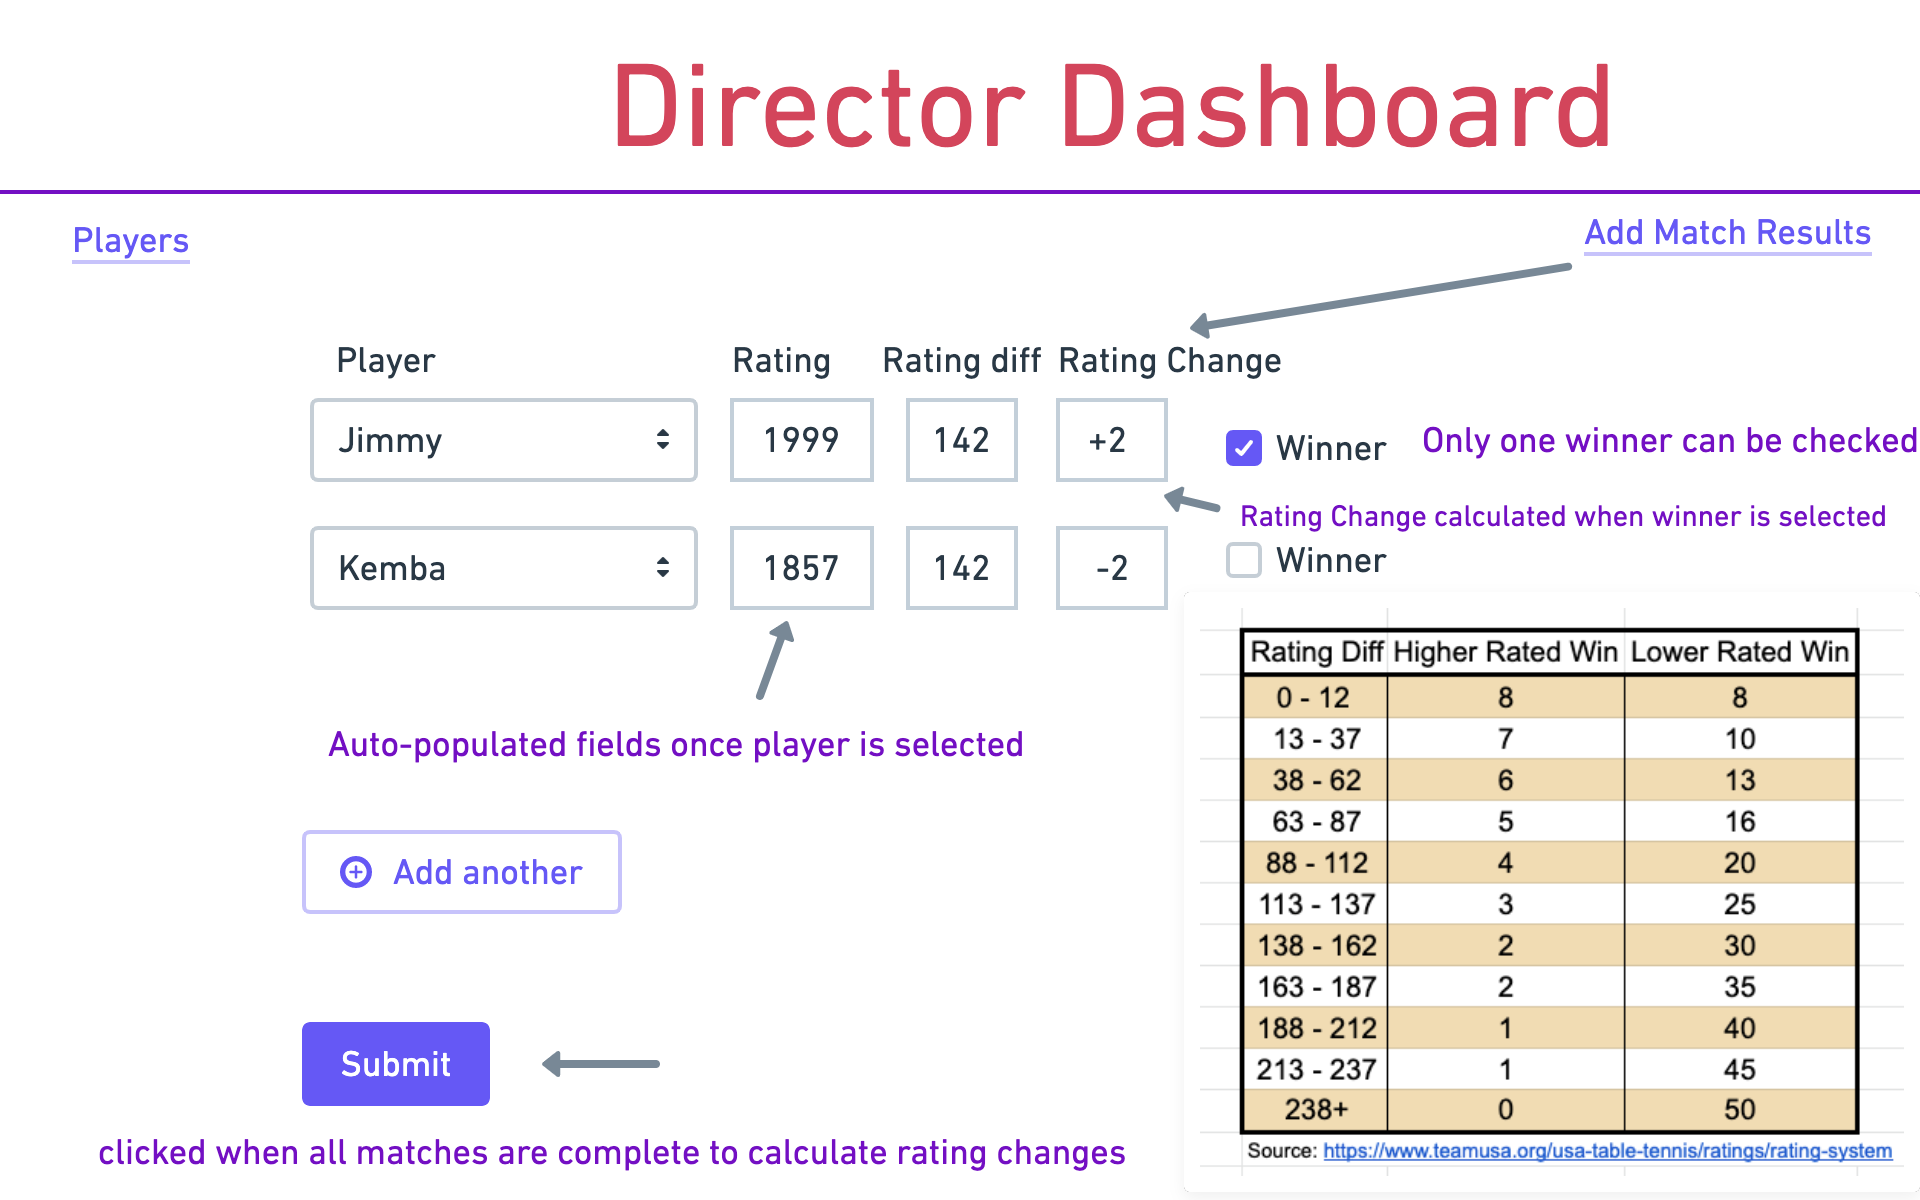 Director Dashboard
Players
Add Match Results
Player Rating Rating diff Rating Change
Jimmy 1999 142 +2 Winner Only one winner can be checked
Rating Change calculated when winner is selected
Kemba 1857 142 -2 Winner
Auto-populated fields once player is selected
Add another
Submit
clicked when all matches are complete to calculate rating changes
Rating Diff Higher Rated Win Lower Rated Win
0 - 12 8 8
13 - 37 7 10
38 - 62 6 13
63 - 87 5 16
88 - 112 4 20
113 - 137 3 25
138 - 162 2 30
163 - 187 2 35
188 - 212 1 40
213 - 237 1 45
238+ 0 50
Source: https://www.teamusa.org/usa-table-tennis/ratings/rating-system